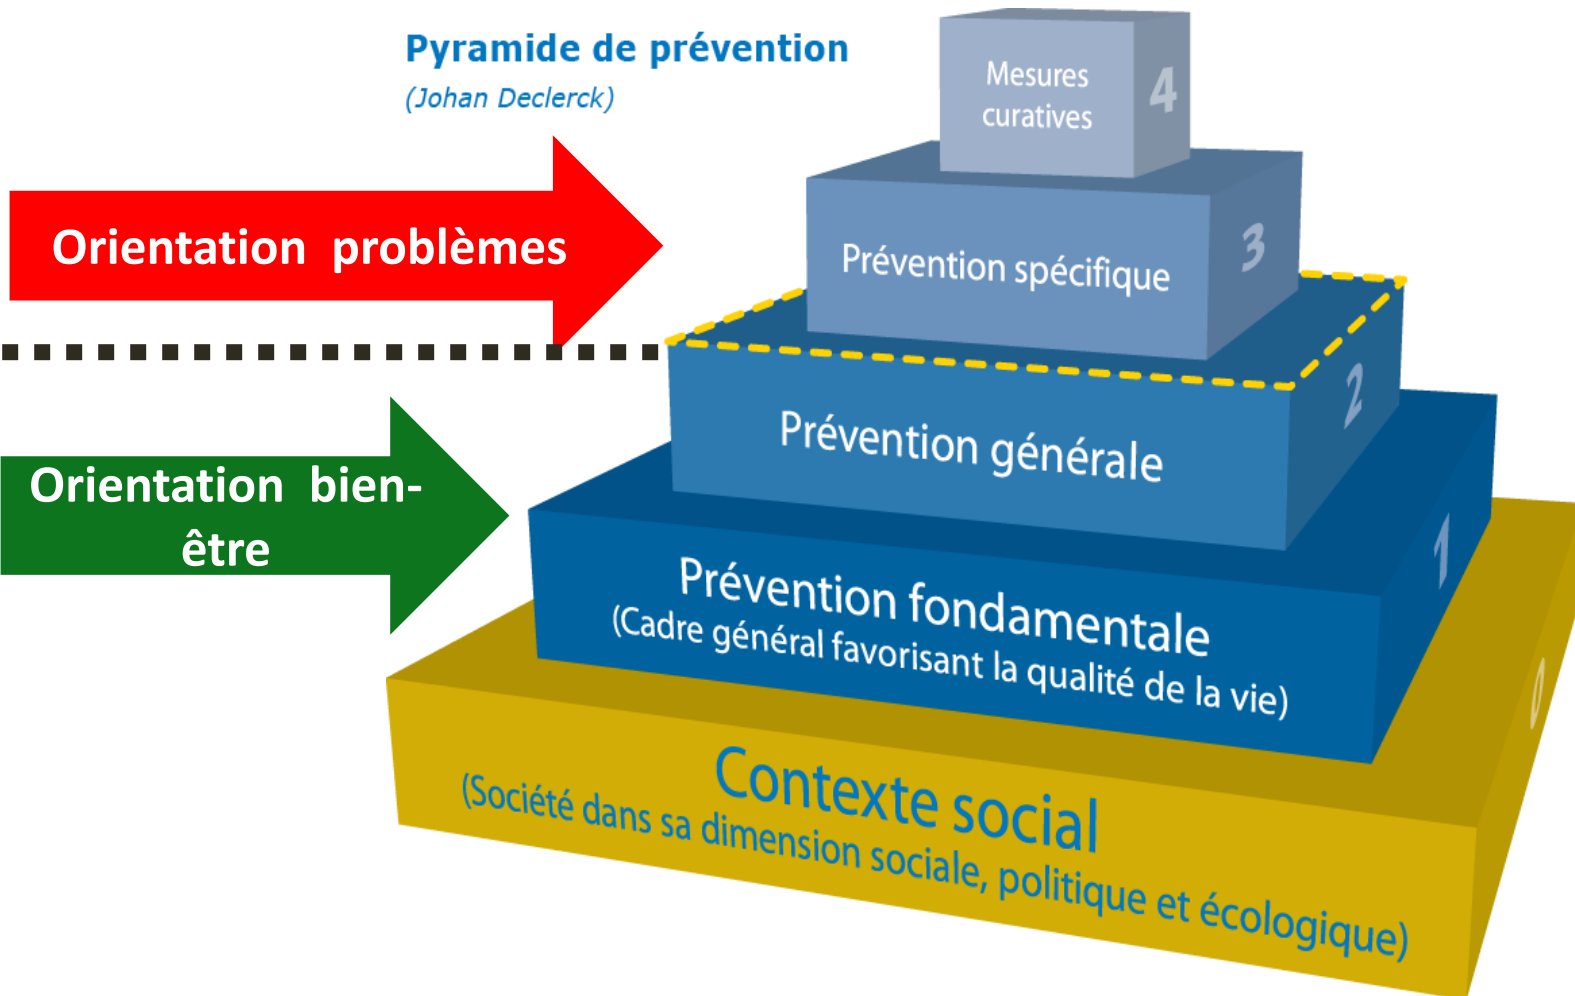 Pyramide de prévention
(Johan Declerck)
Mesures
curatives
4
Orientation problèmes
Prévention spécifique
3
Prévention générale
2
Orientation bien-
être
Prévention fondamentale
(Cadre général favorisant la qualité de la vie)
1
Contexte social
(Société dans sa dimension sociale, politique et écologique)
0